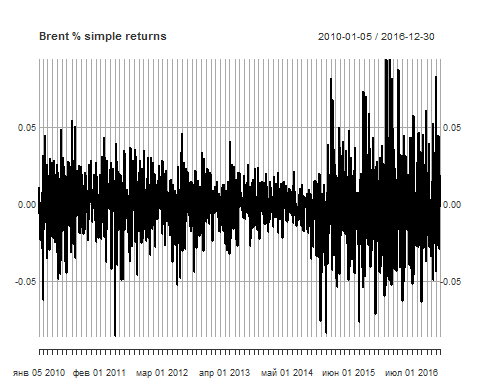 Brent % simple returns 2010-01-05 / 2016-12-30
0.05 0.05
0.00 0.00
-0.05 -0.05
янв 05 2010 фев 01 2011 мар 01 2012 апр 01 2013 май 01 2014 июн 01 2015 июл 01 2016